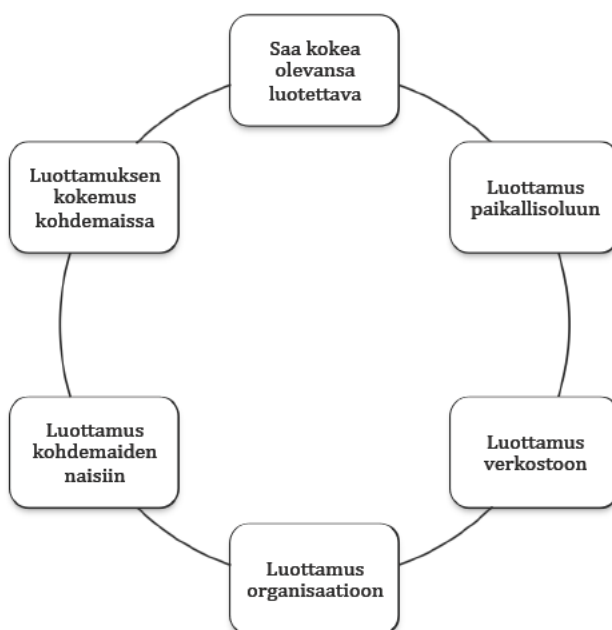 Saa kokea
olevansa
luotettava
Luottamus
paikallisoluun
Luottamus
verkostoon
Luottamus
organisaatioon
Luottamus
kohdemaiden
naisiin
Luottamuksen
kokemus
kohdemaissa